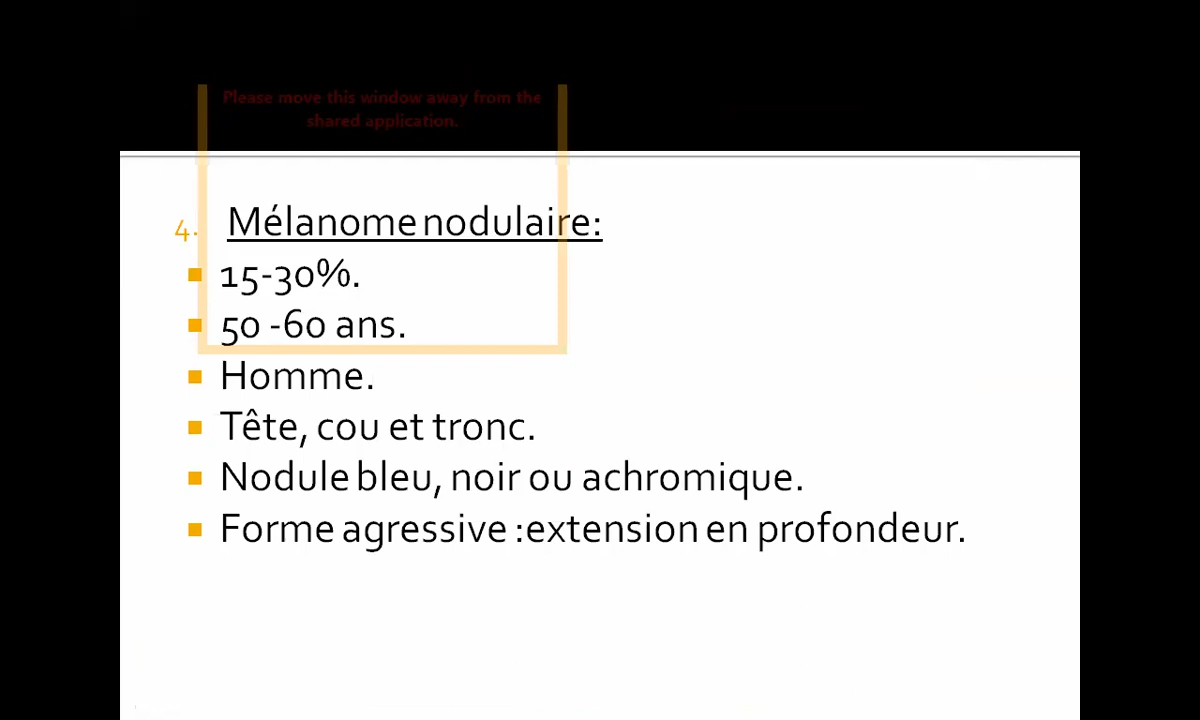 Please move this window away from the
shared application.
4. Mélanome nodulaire:
15-30%.
50 -60 ans.
Homme.
Tête, cou et tronc.
Nodule bleu, noir ou achromique.
Forme agressive :extension en profondeur.